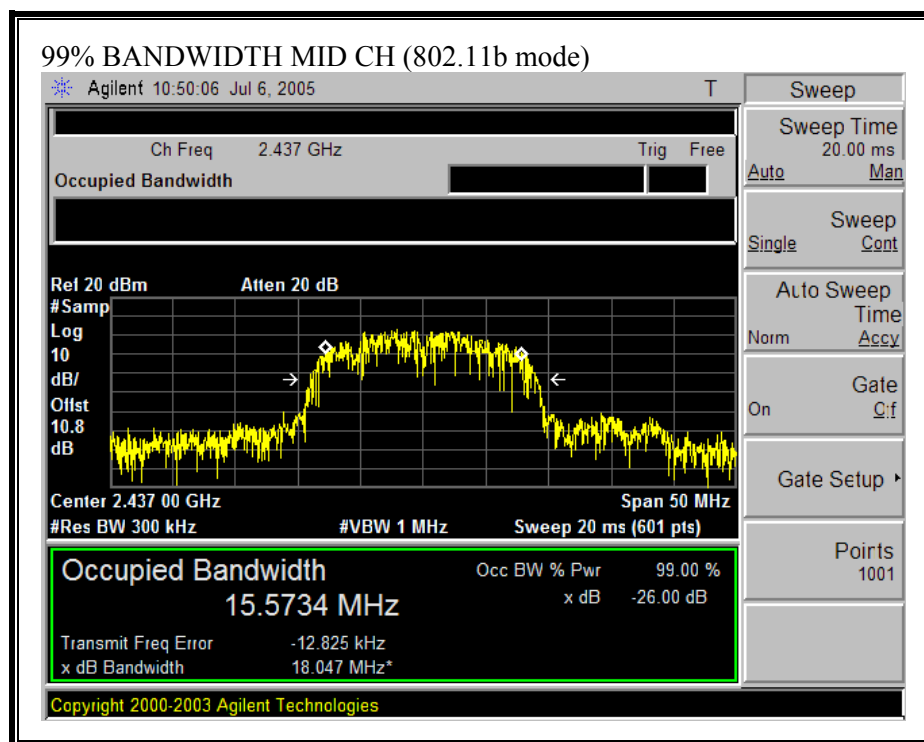 99% BANDWIDTH MID CH (802.11b mode)
Agilent 10:50:06 Jul 6, 2005 T
Ch Freq 2.437 GHz Trig Free
Occupied Bandwidth
Ref 20 dBm Atten 20 dB
#Samp
Log
10
dB/
Offst
10.8
dB
Center 2.437 00 GHz Span 50 MHz
#Res BW 300 kHz #VBW 1 MHz Sweep 20 ms (601 pts)
Occupied Bandwidth Occ BW % Pwr 99.00 %
15.5734 MHz x dB -26.00 dB
Transmit Freq Error -12.825 kHz
x dB Bandwidth 18.047 MHz*
Copyright 2000-2003 Agilent Technologies
Sweep
Sweep Time
20.00 ms
Auto Man
Sweep
Single Cont
Auto Sweep
Time
Norm Accy
Gate
On Off
Gate Setup
Points
1001